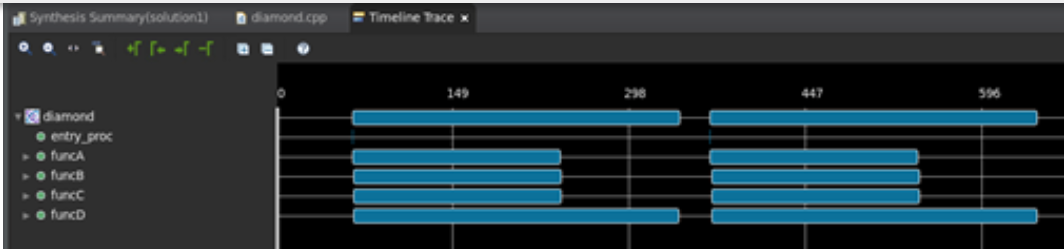 Synthesis Summary(solution1) diamond.cpp Timeline Trace
0 149 298 447 596
diamond
entry_proc
funcA
funcB
funcC
funcD